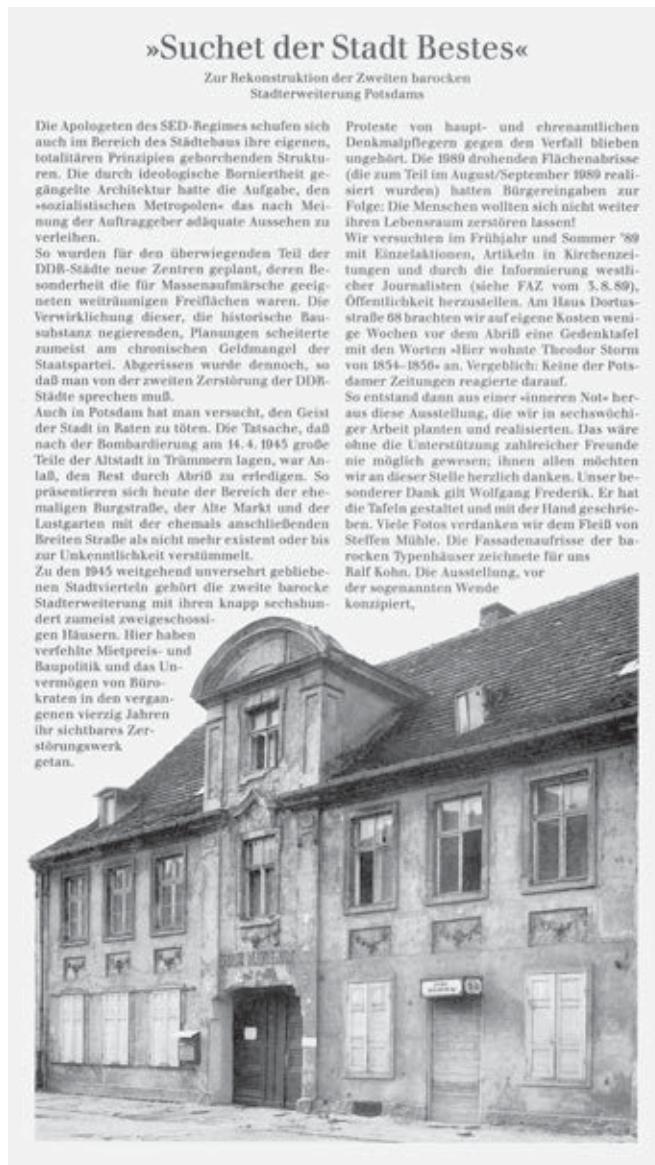 »Suchet der Stadt Bestes«
Zur Rekonstruktion der Zweiten barocken
Stadterweiterung Potsdams
Die Apologeten des SED-Regimes schufen sich
auch im Bereich des Städtebaus ihre eigenen,
totalitären Prinzipien gehorchenden Struktu-
ren. Die durch ideologische Borniertheit ge-
gängelte Architektur hatte die Aufgabe, den
»sozialistischen Metropolen« das nach Mei-
nung der Auftraggeber adäquate Aussehen zu
verleihen.
So wurden für den überwiegenden Teil der
DDR-Städte neue Zentren geplant, deren Be-
sonderheit die für Massenaufmärsche geeig-
neten weiträumigen Freiflächen waren. Die
Verwirklichung dieser, die historische Bau-
substanz negierenden, Planungen scheiterte
zumeist am chronischen Geldmangel der
Staatspartei. Abgerissen wurde dennoch, so
daß man von der zweiten Zerstörung der DDR-
Städte sprechen muß.
Auch in Potsdam hat man versucht, den Geist
der Stadt in Raten zu töten. Die Tatsache, daß
nach der Bombardierung am 14. 4. 1945 große
Teile der Altstadt in Trümmern lagen, war An-
laß, den Rest durch Abriß zu erledigen. So
präsentieren sich heute der Bereich der ehe-
maligen Burgstraße, der Alte Markt und der
Lustgarten mit der ehemals anschließenden
Breiten Straße als nicht mehr existent oder bis
zur Unkenntlichkeit verstümmelt.
Zu den 1945 weitgehend unversehrt gebliebe-
nen Stadtvierteln gehört die zweite barocke
Stadterweiterung mit ihren knapp sechshun-
dert zumeist zweigeschossi-
gen Häusern. Hier haben
verfehlte Mietpreis- und
Baupolitik und das Un-
vermögen von Büro-
kraten in den vergan-
genen vierzig Jahren
ihr sichtbares Zer-
störungswerk
getan.
Proteste von haupt- und ehrenamtlichen
Denkmalpflegern gegen den Verfall blieben
ungehört. Die 1989 drohenden Flächenabrisse
(die zum Teil im August/September 1989 reali-
siert wurden) hatten Bürgereingaben zur
Folge: Die Menschen wollten sich nicht weiter
ihren Lebensraum zerstören lassen!
Wir versuchten im Frühjahr und Sommer '89
mit Einzelaktionen, Artikeln in Kirchenzei-
tungen und durch die Informierung westli-
cher Journalisten (siehe FAZ vom 3. 8. 89),
Öffentlichkeit herzustellen. Am Haus Dortus-
straße 68 brachten wir auf eigene Kosten weni-
ge Wochen vor dem Abriß eine Gedenktafel
mit den Worten »Hier wohnte Theodor Storm
von 1854–1856« an. Vergeblich: Keine der Pots-
damer Zeitungen reagierte darauf.
So entstand dann aus einer »inneren Not« her-
aus diese Ausstellung, die wir in sechswöchi-
ger Arbeit planten und realisierten. Das wäre
ohne die Unterstützung zahlreicher Freunde
nie möglich gewesen; ihnen allen möchten
wir an dieser Stelle herzlich danken. Unser be-
sonderer Dank gilt Wolfgang Frederik. Er hat
die Tafeln gestaltet und mit der Hand geschrie-
ben. Viele Fotos verdanken wir dem Fleiß von
Steffen Mühle. Die Fassadenaufrisse der ba-
rocken Typenhäuser zeichnete für uns
Ralf Kohn. Die Ausstellung, vor
der sogenannten Wende
konzipiert,